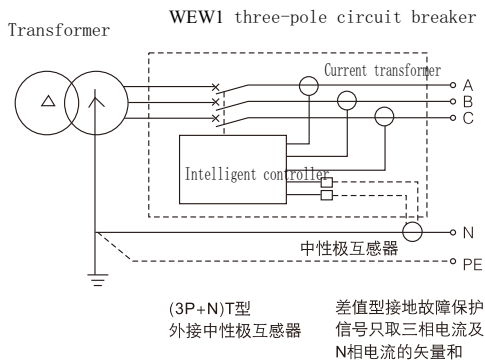 WEW1 three-pole circuit breaker
Transformer
Current transformer
A
B
C
Intelligent controller
N
中性极互感器
PE
(3P+N)T型
外接中性极互感器
差值型接地故障保护
信号只取三相电流及
N相电流的矢量和